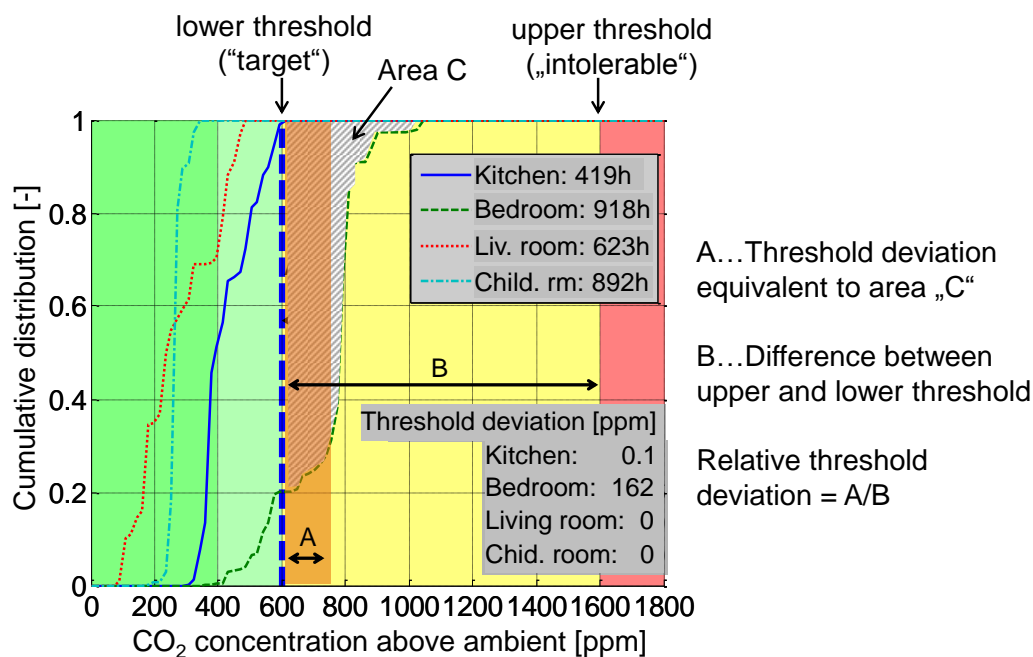 lower threshold
(“target“)
Area C
upper threshold
(„intolerable“)
Cumulative distribution [-]
1
0.8
0.6
0.4
0.2
0
Kitchen: 419h
Bedroom: 918h
Liv. room: 623h
Child. rm: 892h
B
Threshold deviation [ppm]
Kitchen: 0.1
Bedroom: 162
Living room: 0
Chid. room: 0
A
0 200 400 600 800 1000 1200 1400 1600 1800
CO₂ concentration above ambient [ppm]
A…Threshold deviation
equivalent to area „C“
B…Difference between
upper and lower threshold
Relative threshold
deviation = A/B